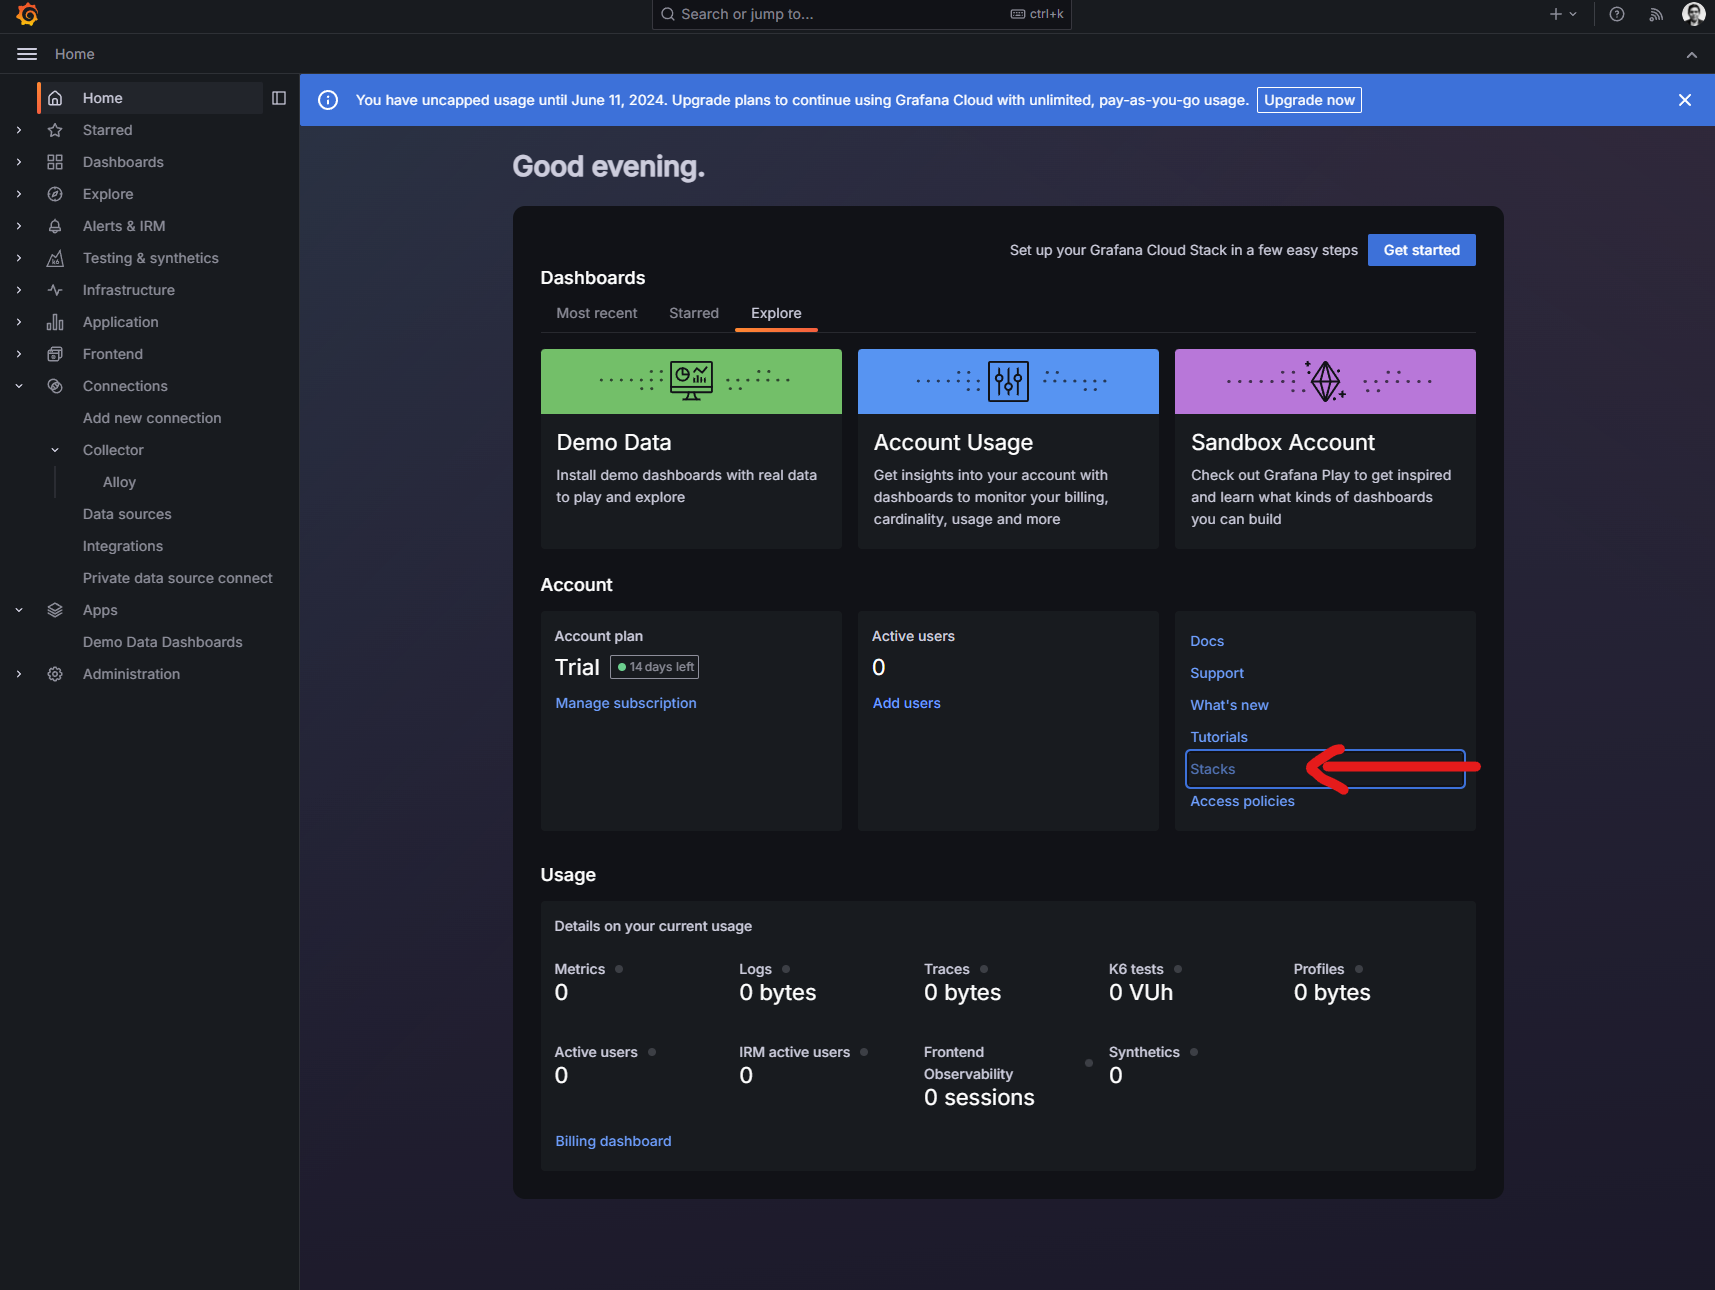 Search or jump to...
ctrl+k
Home
Home
Starred
Dashboards
Explore
Alerts & IRM
Testing & synthetics
Infrastructure
Application
Frontend
Connections
Add new connection
Collector
Alloy
Data sources
Integrations
Private data source connect
Apps
Demo Data Dashboards
Administration
You have uncapped usage until June 11, 2024. Upgrade plans to continue using Grafana Cloud with unlimited, pay-as-you-go usage.
Upgrade now
Good evening.
Set up your Grafana Cloud Stack in a few easy steps
Get started
Dashboards
Most recent
Starred
Explore
Demo Data
Install demo dashboards with real data
to play and explore
Account Usage
Get insights into your account with
dashboards to monitor your billing,
cardinality, usage and more
Sandbox Account
Check out Grafana Play to get inspired
and learn what kinds of dashboards
you can build
Account
Account plan
Trial
14 days left
Manage subscription
Active users
0
Add users
Docs
Support
What's new
Tutorials
Stacks
Access policies
Usage
Details on your current usage
Metrics
0
Logs
0 bytes
Traces
0 bytes
K6 tests
0 VUh
Profiles
0 bytes
Active users
0
IRM active users
0
Frontend
Observability
0 sessions
Synthetics
0
Billing dashboard